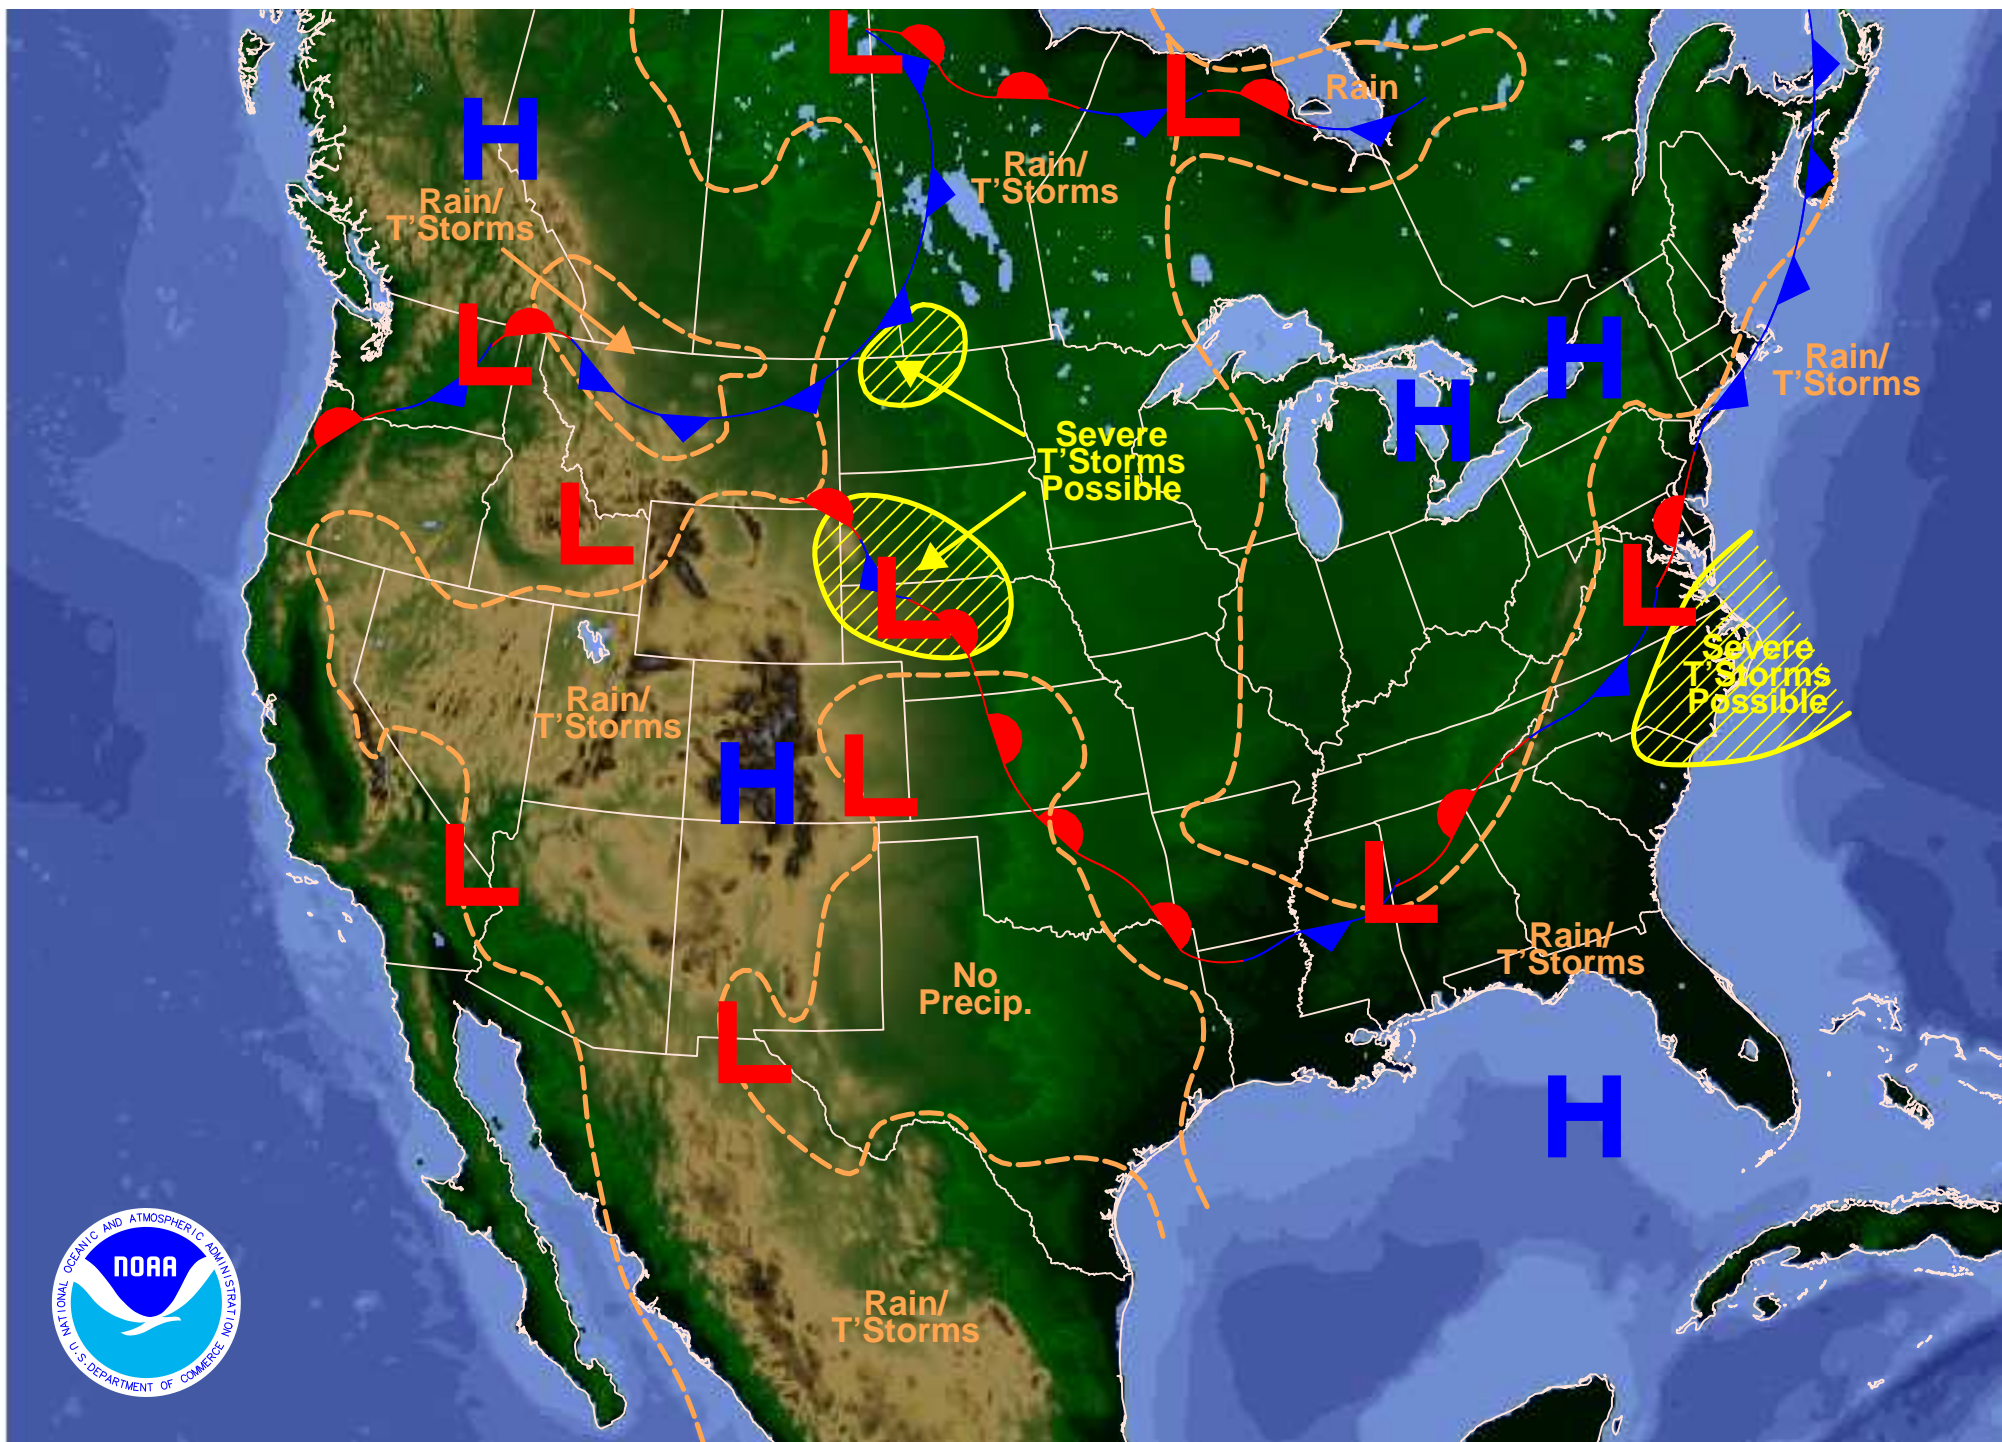 H
L
L
Rain
Rain/
T'Storms
Rain/
T'Storms
L
H
H
Rain/
T'Storms
Severe
T'Storms
Possible
L
L
L
Severe
T'Storms
Possible
Rain/
T'Storms
H
L
L
L
Rain/
T'Storms
No
Precip.
L
H
Rain/
T'Storms
NATIONAL OCEANIC AND ATMOSPHERIC ADMINISTRATION
NOAA
U.S. DEPARTMENT OF COMMERCE